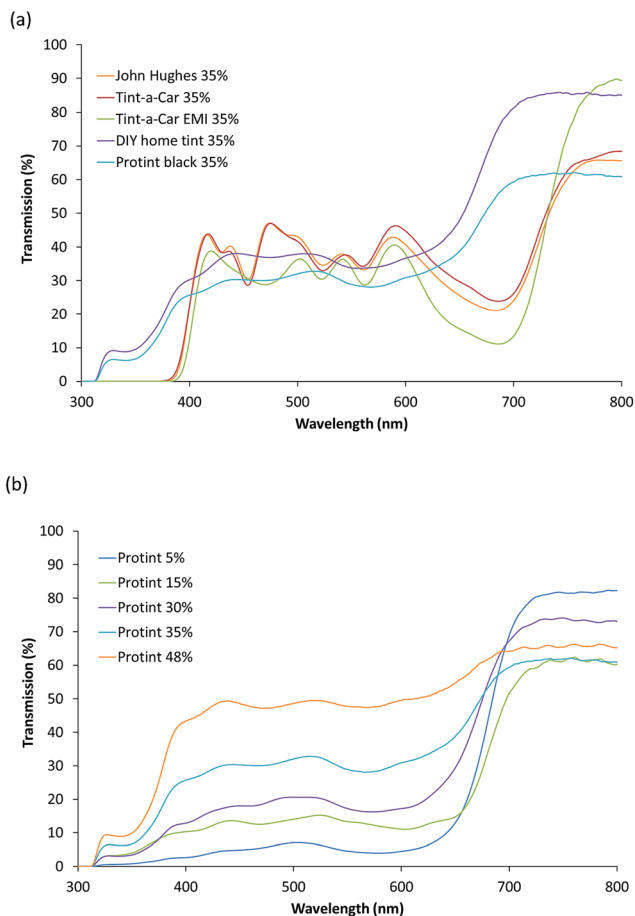 (a)
100
90
80
70
60
50
40
30
20
10
0
Transmission (%)
John Hughes 35%
Tint-a-Car 35%
Tint-a-Car EMI 35%
DIY home tint 35%
Protint black 35%
300 400 500 600 700 800
Wavelength (nm)
(b)
100
90
80
70
60
50
40
30
20
10
0
Transmission (%)
Protint 5%
Protint 15%
Protint 30%
Protint 35%
Protint 48%
300 400 500 600 700 800
Wavelength (nm)